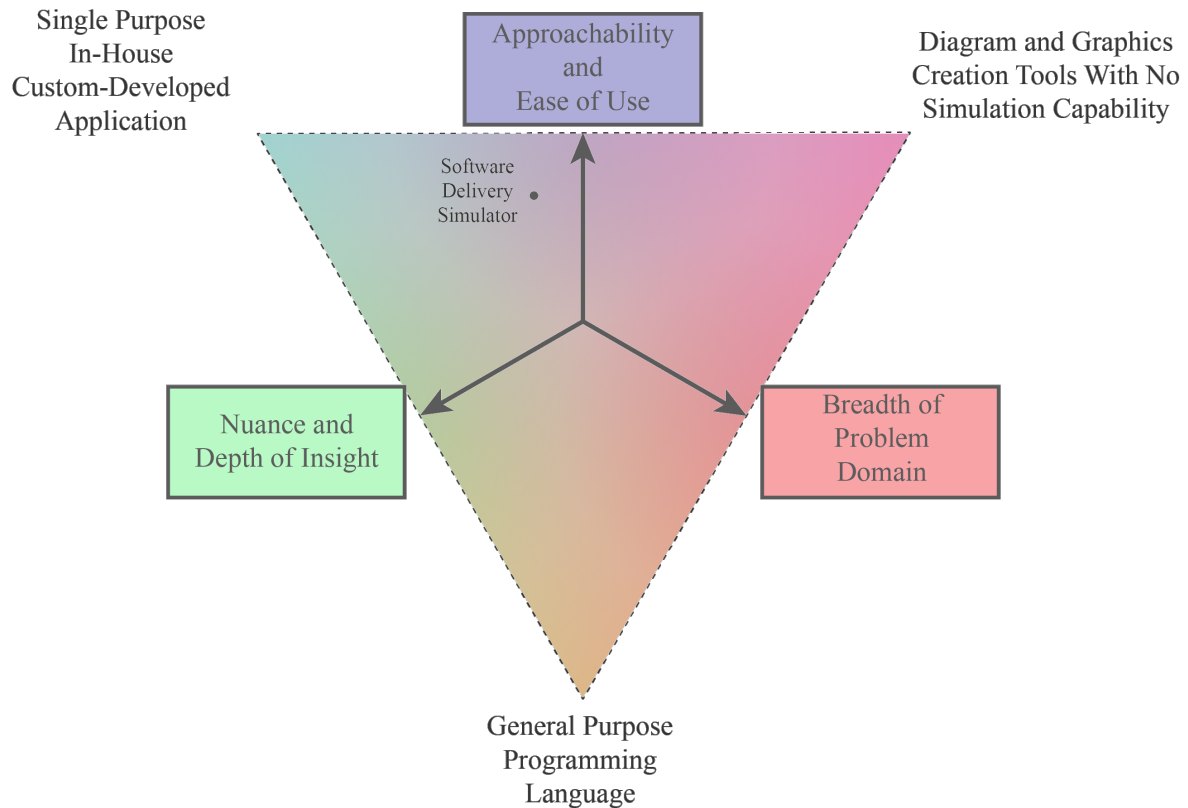 Single Purpose
In-House
Custom-Developed
Application
Approachability
and
Ease of Use
Diagram and Graphics
Creation Tools With No
Simulation Capability
Software
Delivery
Simulator
Nuance and
Depth of Insight
Breadth of
Problem
Domain
General Purpose
Programming
Language